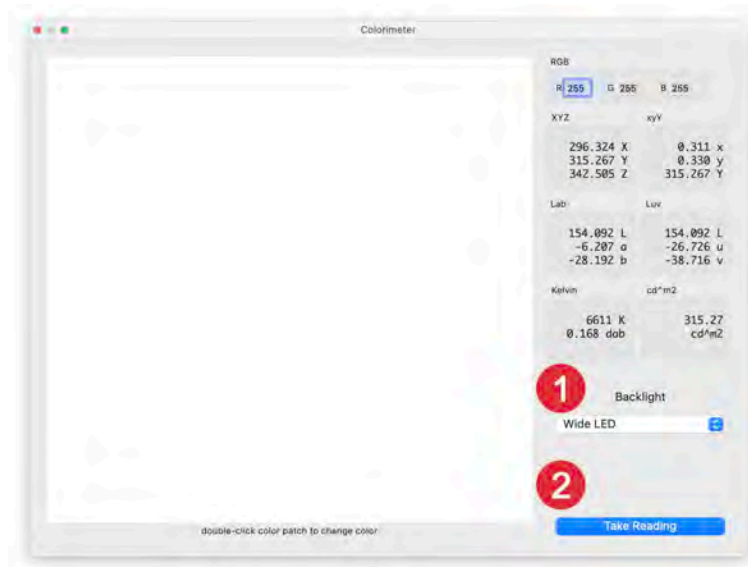 Colorimeter
RGB
R 255 G 255 B 255
XYZ xyY
296.324 X 0.311 x
315.267 Y 0.330 y
342.505 Z 315.267 Y
Lab Luv
154.092 L 154.092 L
-6.207 a -26.726 u
-28.192 b -38.716 v
Kelvin cd^m2
6611 K 315.27
0.168 dab cd^m2
1
Backlight
Wide LED
2
Take Reading
double-click color patch to change color